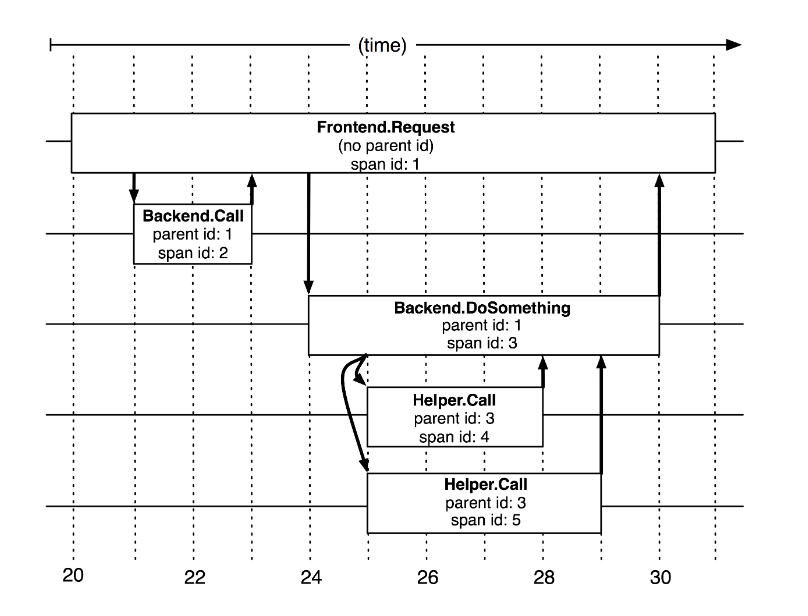 (time)
Frontend.Request
(no parent id)
span id: 1
Backend.Call
parent id: 1
span id: 2
Backend.DoSomething
parent id: 1
span id: 3
Helper.Call
parent id: 3
span id: 4
Helper.Call
parent id: 3
span id: 5
20 22 24 26 28 30